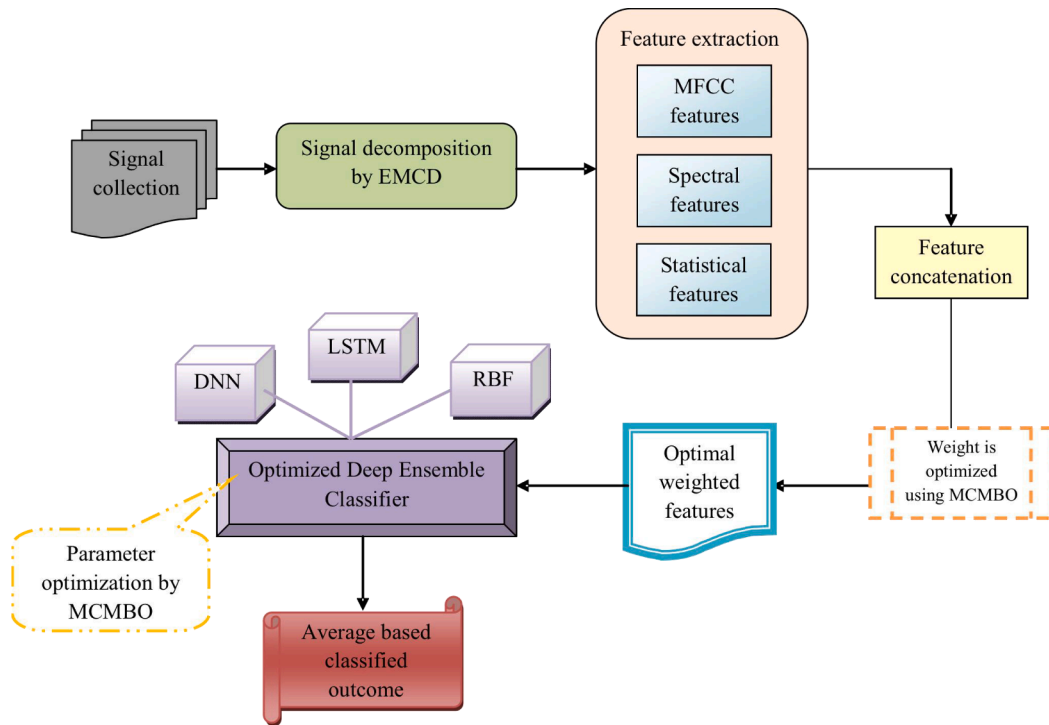 Signal
collection
Signal decomposition
by EMCD
Feature extraction
MFCC
features
Spectral
features
Statistical
features
Feature
concatenation
Weight is
optimized
using MCMBO
Optimal
weighted
features
DNN
LSTM
RBF
Optimized Deep Ensemble
Classifier
Parameter
optimization by
MCMBO
Average based
classified
outcome